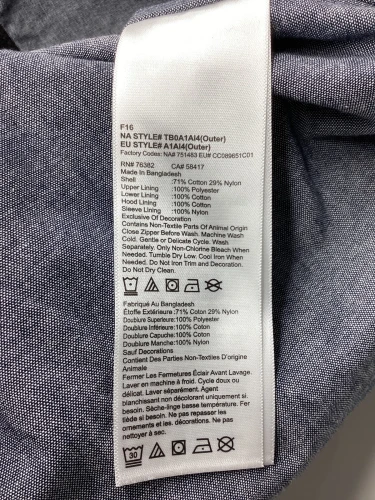 F16
NA STYLE# TB0A1AI4(Outer)
EU STYLE# A1AI4(Outer)
Factory Codes: NA# 751483 EU# CC089651C01
RN# 76382 CA# 58417
Made In Bangladesh
Shell :71% Cotton 29% Nylon
Upper Lining :100% Polyester
Lower Lining :100% Cotton
Hood Lining :100% Cotton
Sleeve Lining :100% Nylon
Exclusive Of Decoration
Contains Non-Textile Parts Of Animal Origin
Close Zipper Before Wash. Machine Wash
Cold. Gentle or Delicate Cycle. Wash
Separately. Only Non-Chlorine Bleach When
Needed. Tumble Dry Low. Cool Iron When
Needed. Do Not Iron Trim and Decoration.
Do Not Dry Clean.
Fabriqué Au Bangladesh
Étoffe Extérieure :71% Coton 29% Nylon
Doublure Superieure:100% Polyester
Doublure Inférieure:100% Coton
Doublure Capuche:100% Coton
Doublure Manche:100% Nylon
Sauf Decorations
Contient Des Parties Non-Textiles D'origine
Animale
Fermer Les Fermetures Éclair Avant Lavage.
Laver en machine à froid. Cycle doux ou
délicat. Laver séparément. Agent
blanchissant non décolorant uniquement si.
besoin. Sèche-linge basse temperature. Fer
tiède si besoin. Ne pas repasser les
ornements et les. décorations. Ne pas
nettoyer à sec.
30